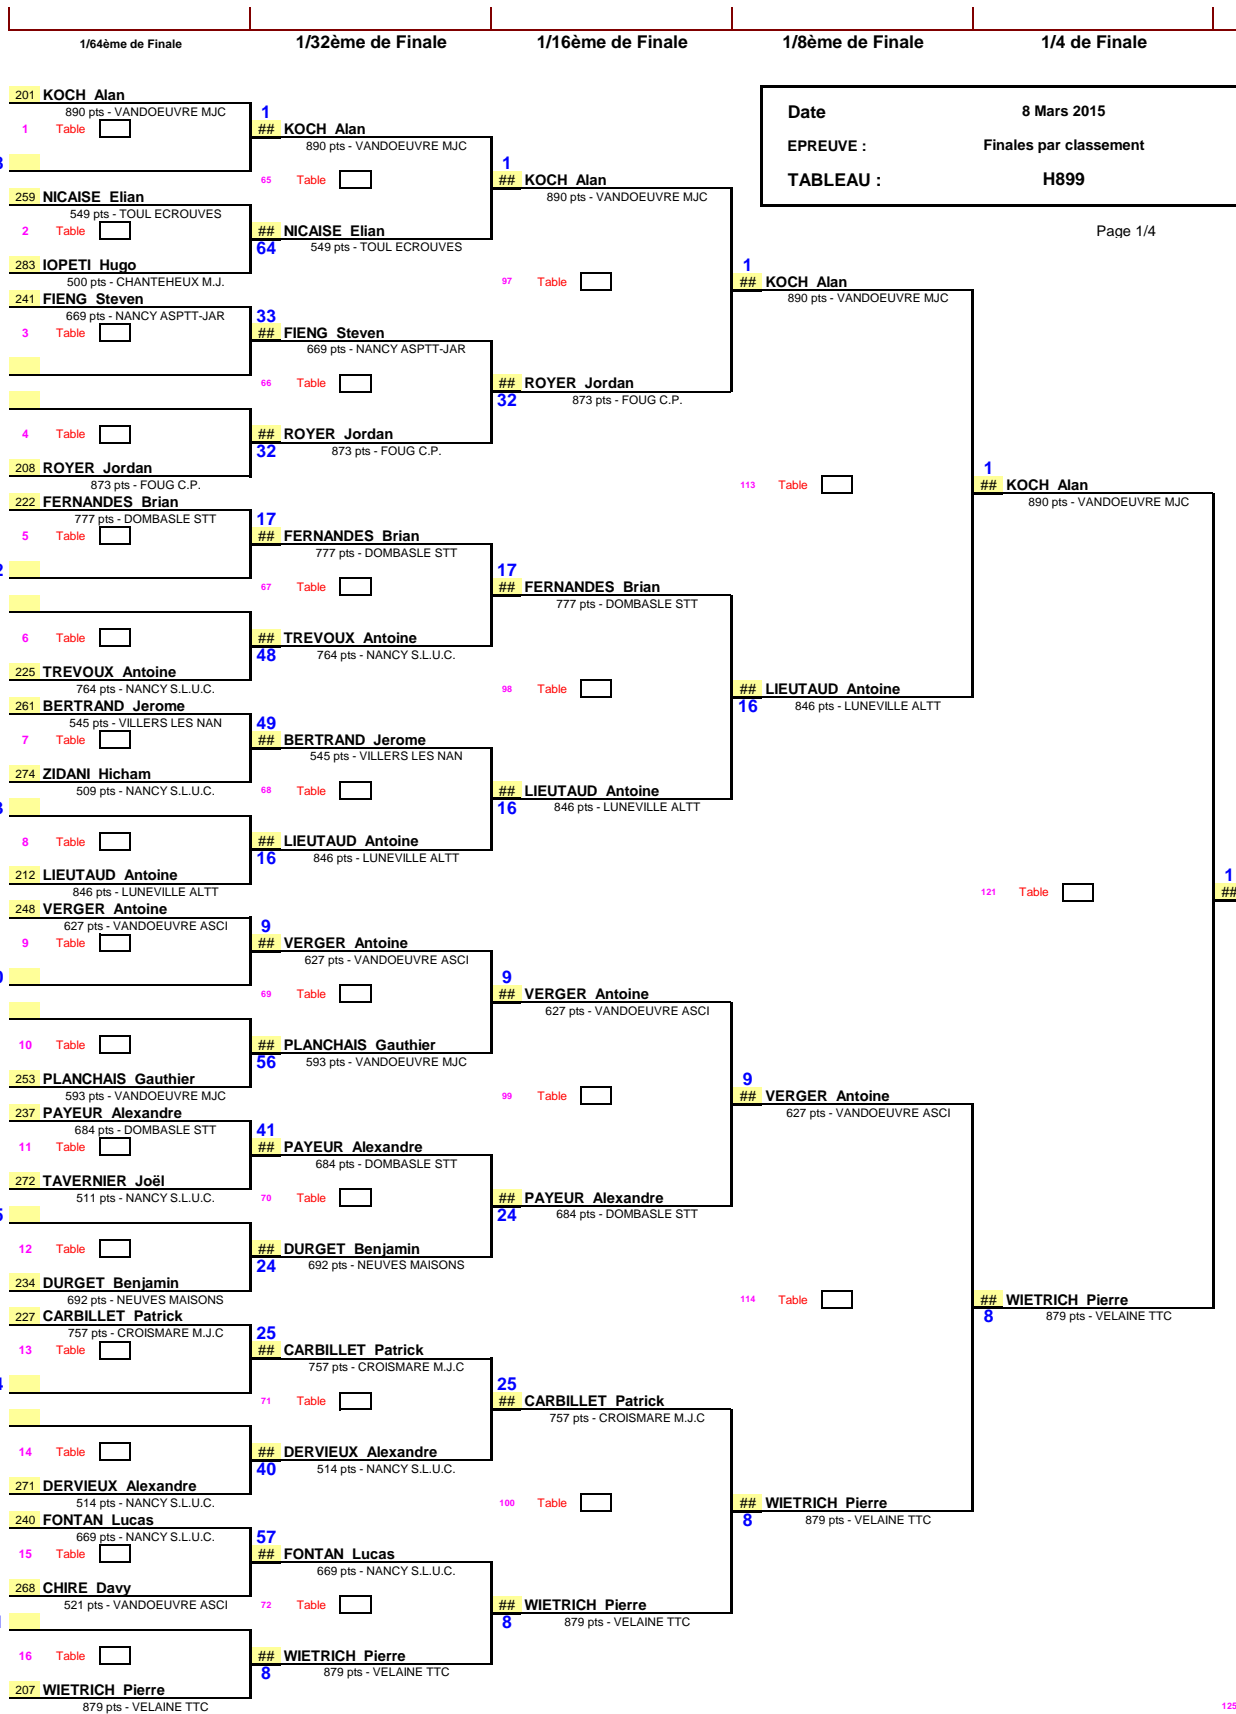 1/64ème de Finale
1/32ème de Finale
1/16ème de Finale
1/8ème de Finale
1/4 de Finale
Date 8 Mars 2015
EPREUVE : Finales par classement
TABLEAU : H899
Page 1/4
201 KOCH Alan
890 pts - VANDOEUVRE MJC
1 Table
259 NICAISE Elian
549 pts - TOUL ECROUVES
2 Table
283 IOPETI Hugo
500 pts - CHANTEHEUX M.J.
241 FIENG Steven
669 pts - NANCY ASPTT-JAR
3 Table
4 Table
208 ROYER Jordan
873 pts - FOUG C.P.
222 FERNANDES Brian
777 pts - DOMBASLE STT
5 Table
6 Table
225 TREVOUX Antoine
764 pts - NANCY S.L.U.C.
261 BERTRAND Jerome
545 pts - VILLERS LES NAN
7 Table
274 ZIDANI Hicham
509 pts - NANCY S.L.U.C.
8 Table
212 LIEUTAUD Antoine
846 pts - LUNEVILLE ALTT
248 VERGER Antoine
627 pts - VANDOEUVRE ASCI
9 Table
10 Table
253 PLANCHAIS Gauthier
593 pts - VANDOEUVRE MJC
237 PAYEUR Alexandre
684 pts - DOMBASLE STT
11 Table
272 TAVERNIER Joël
511 pts - NANCY S.L.U.C.
12 Table
234 DURGET Benjamin
692 pts - NEUVES MAISONS
227 CARBILLET Patrick
757 pts - CROISMARE M.J.C
13 Table
14 Table
271 DERVIEUX Alexandre
514 pts - NANCY S.L.U.C.
240 FONTAN Lucas
669 pts - NANCY S.L.U.C.
15 Table
268 CHIRE Davy
521 pts - VANDOEUVRE ASCI
16 Table
207 WIETRICH Pierre
879 pts - VELAINE TTC
1
## KOCH Alan
890 pts - VANDOEUVRE MJC
65 Table
## NICAISE Elian
64 549 pts - TOUL ECROUVES
33
## FIENG Steven
669 pts - NANCY ASPTT-JAR
66 Table
## ROYER Jordan
32 873 pts - FOUG C.P.
17
## FERNANDES Brian
777 pts - DOMBASLE STT
67 Table
## TREVOUX Antoine
48 764 pts - NANCY S.L.U.C.
49
## BERTRAND Jerome
545 pts - VILLERS LES NAN
68 Table
## LIEUTAUD Antoine
16 846 pts - LUNEVILLE ALTT
9
## VERGER Antoine
627 pts - VANDOEUVRE ASCI
69 Table
## PLANCHAIS Gauthier
56 593 pts - VANDOEUVRE MJC
41
## PAYEUR Alexandre
684 pts - DOMBASLE STT
70 Table
## DURGET Benjamin
24 692 pts - NEUVES MAISONS
25
## CARBILLET Patrick
757 pts - CROISMARE M.J.C
71 Table
## DERVIEUX Alexandre
40 514 pts - NANCY S.L.U.C.
57
## FONTAN Lucas
669 pts - NANCY S.L.U.C.
72 Table
## WIETRICH Pierre
8 879 pts - VELAINE TTC
1
## KOCH Alan
890 pts - VANDOEUVRE MJC
97 Table
## ROYER Jordan
32 873 pts - FOUG C.P.
17
## FERNANDES Brian
777 pts - DOMBASLE STT
98 Table
## LIEUTAUD Antoine
16 846 pts - LUNEVILLE ALTT
9
## VERGER Antoine
627 pts - VANDOEUVRE ASCI
99 Table
## PAYEUR Alexandre
24 684 pts - DOMBASLE STT
25
## CARBILLET Patrick
757 pts - CROISMARE M.J.C
100 Table
## WIETRICH Pierre
8 879 pts - VELAINE TTC
1
## KOCH Alan
890 pts - VANDOEUVRE MJC
113 Table
## LIEUTAUD Antoine
16 846 pts - LUNEVILLE ALTT
9
## VERGER Antoine
627 pts - VANDOEUVRE ASCI
114 Table
## WIETRICH Pierre
8 879 pts - VELAINE TTC
1
## KOCH Alan
890 pts - VANDOEUVRE MJC
121 Table
## WIETRICH Pierre
8 879 pts - VELAINE TTC
1
##
125